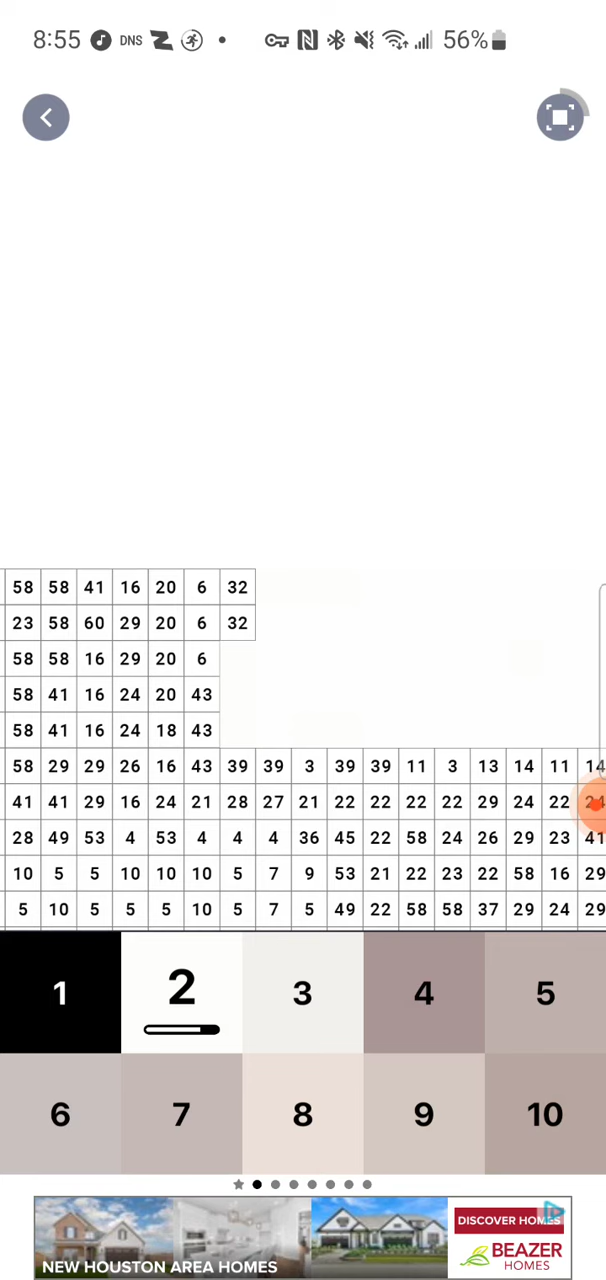 8:55 DNS 56%
58 58 41 16 20 6 32
23 58 60 29 20 6 32
58 58 16 29 20 6
58 41 16 24 20 43
58 41 16 24 18 43
58 29 29 26 16 43 39 39 3 39 39 11 3 13 14 11 14
41 41 29 16 24 21 28 27 21 22 22 22 22 29 24 22 24
28 49 53 4 53 4 4 4 36 45 22 58 24 26 29 23 41
10 5 5 10 10 10 5 7 9 53 21 22 23 22 58 16 29
5 10 5 5 5 10 5 7 5 49 22 58 58 37 29 24 29
1 2 3 4 5
6 7 8 9 10
NEW HOUSTON AREA HOMES
DISCOVER HOMES
BEAZER
HOMES